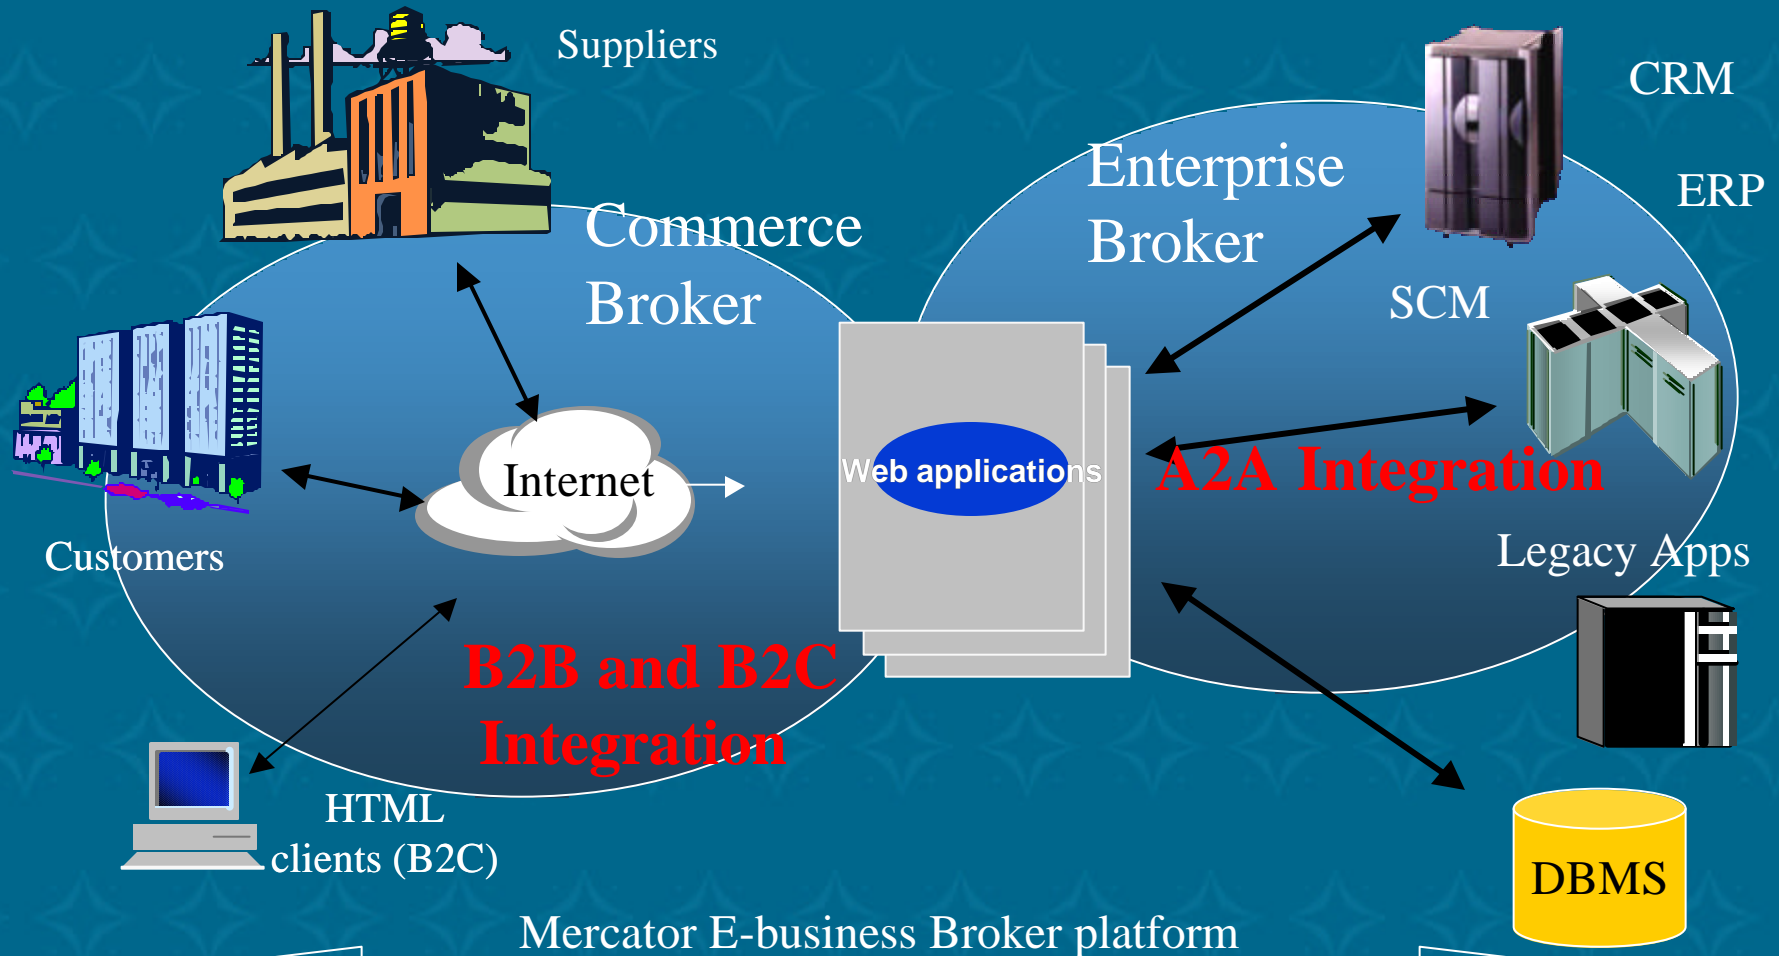 Suppliers
CRM
ERP
Enterprise
Broker
Commerce
Broker
SCM
Internet
Web applications
A2A Integration
Customers
Legacy Apps
B2B and B2C
Integration
HTML
clients (B2C)
DBMS
Mercator E-business Broker platform